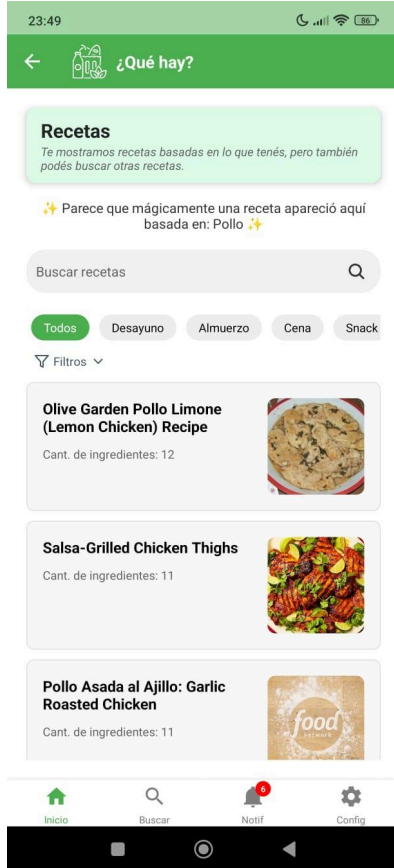 23:49
86
¿Qué hay?
Recetas
Te mostramos recetas basadas en lo que tenés, pero también
podés buscar otras recetas.
✨ Parece que mágicamente una receta apareció aquí
basada en: Pollo ✨
Buscar recetas
Todos Desayuno Almuerzo Cena Snack
Filtros
Olive Garden Pollo Limone
(Lemon Chicken) Recipe
Cant. de ingredientes: 12
Salsa-Grilled Chicken Thighs
Cant. de ingredientes: 11
Pollo Asada al Ajillo: Garlic
Roasted Chicken
Cant. de ingredientes: 11
food
network
6
Inicio Buscar Notif Config